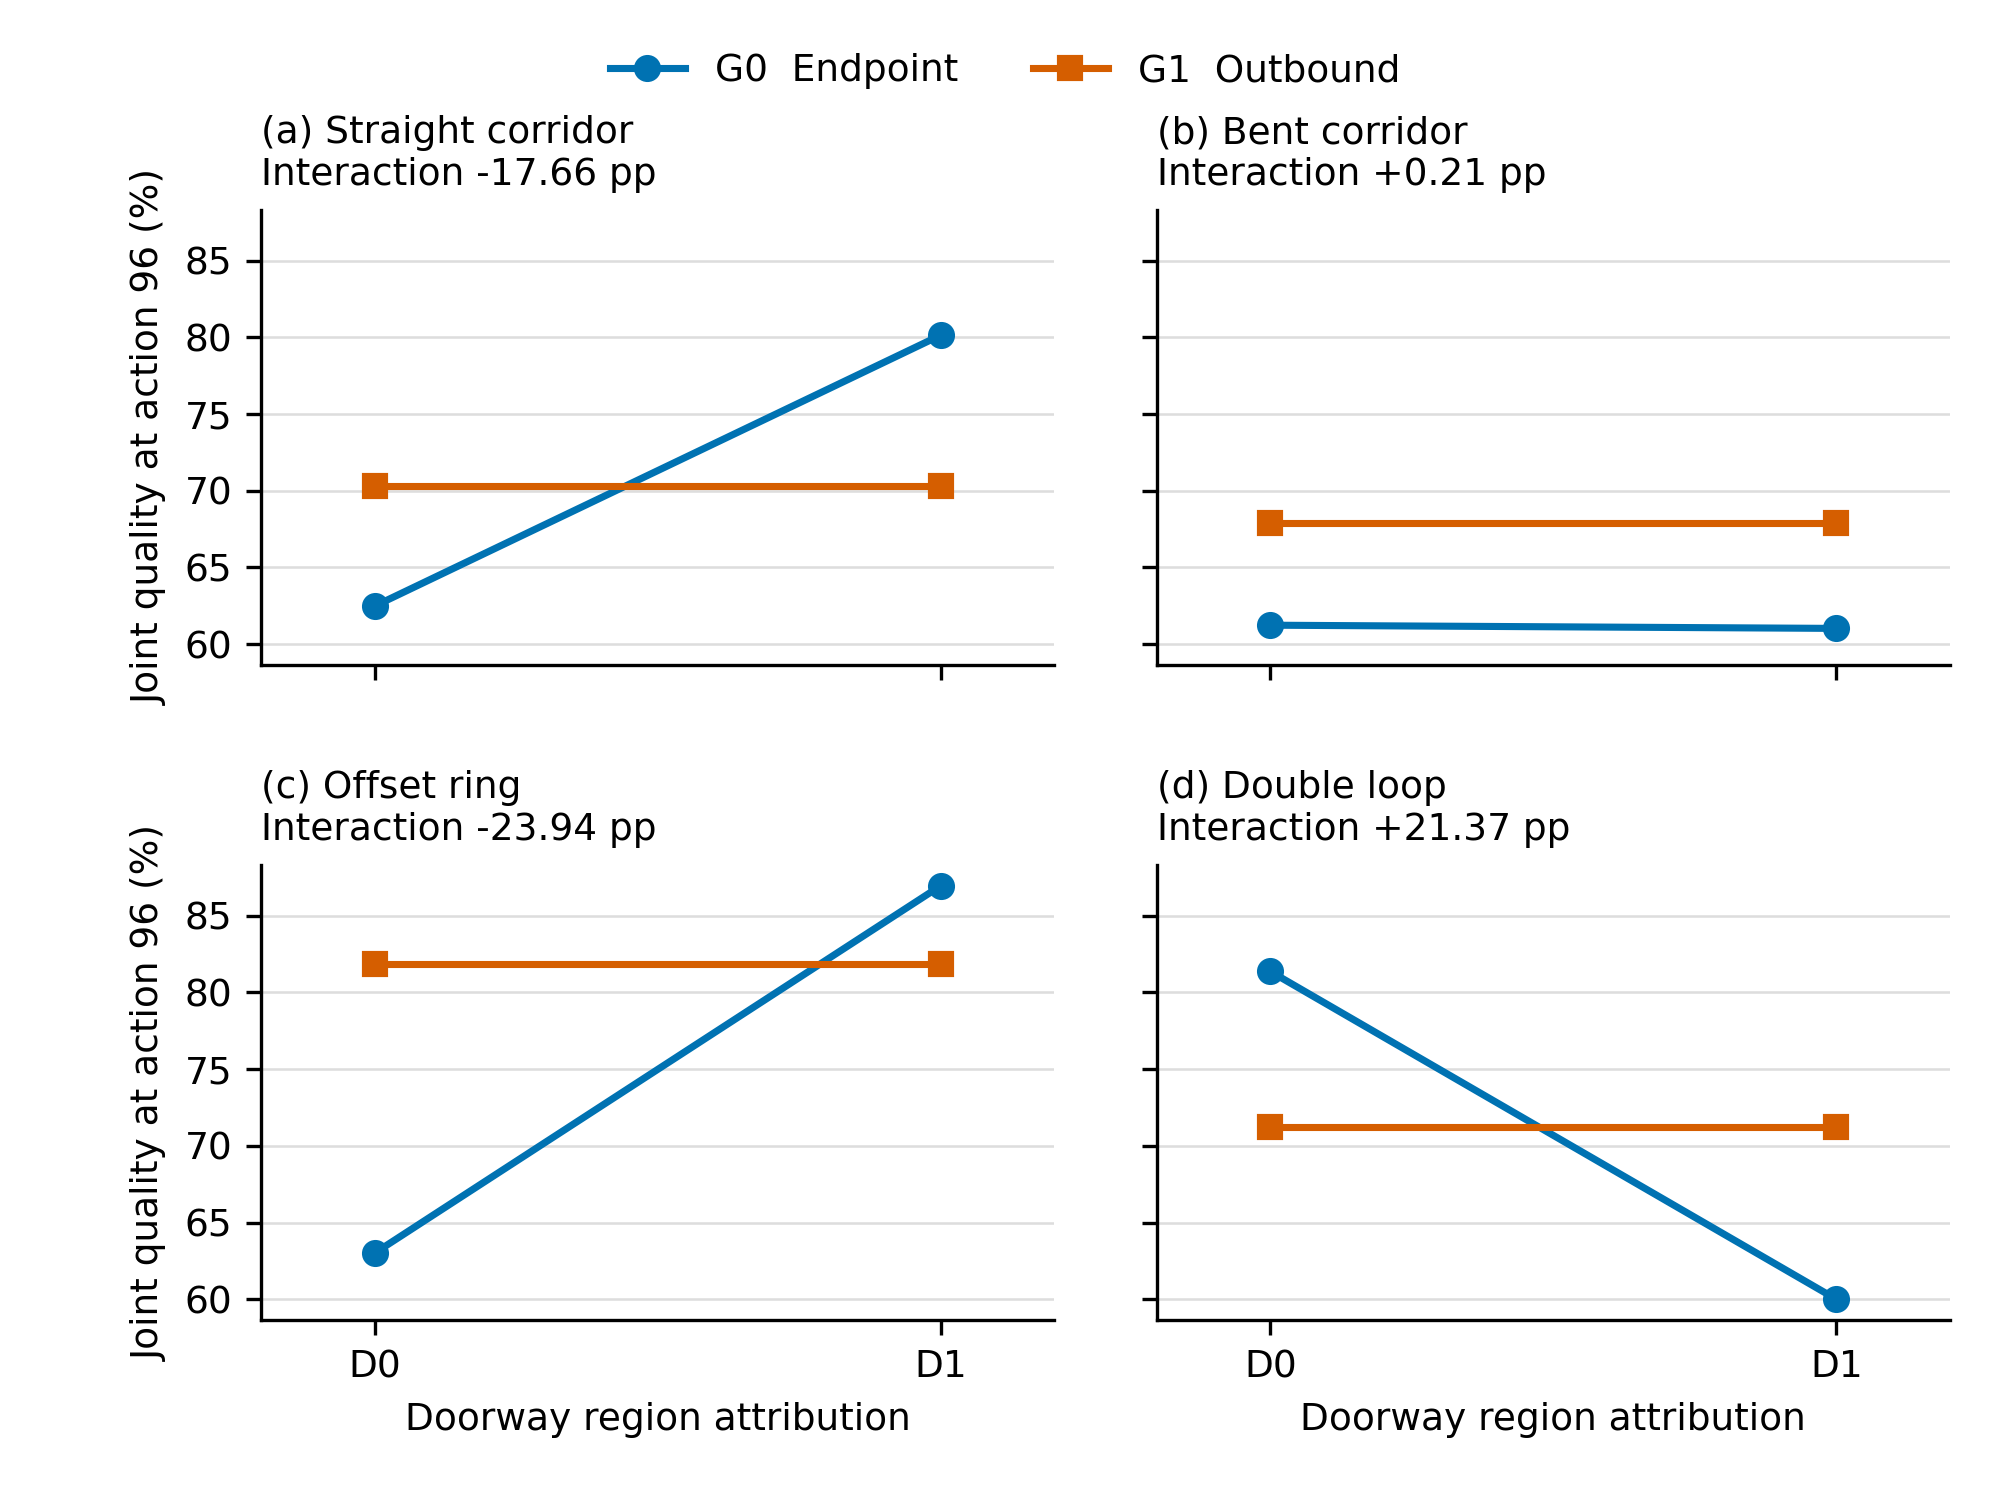 G0  Endpoint
G1  Outbound
(a) Straight corridor
Interaction -17.66 pp
(b) Bent corridor
Interaction +0.21 pp
Joint quality at action 96 (%)
85
80
75
70
65
60
(c) Offset ring
Interaction -23.94 pp
(d) Double loop
Interaction +21.37 pp
Joint quality at action 96 (%)
85
80
75
70
65
60
D0
D1
D0
D1
Doorway region attribution
Doorway region attribution